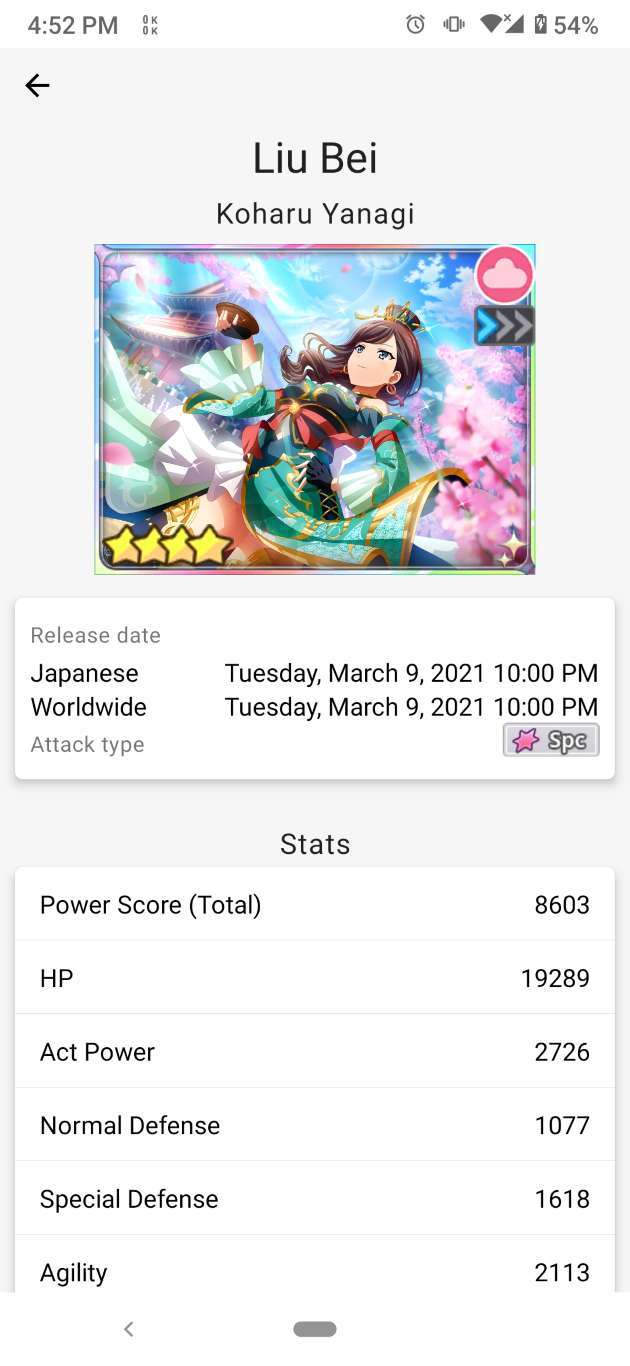 4:52 PM
0K
0K
54%
Liu Bei
Koharu Yanagi
Release date
Japanese Tuesday, March 9, 2021 10:00 PM
Worldwide Tuesday, March 9, 2021 10:00 PM
Attack type Spc
Stats
Power Score (Total) 8603
HP 19289
Act Power 2726
Normal Defense 1077
Special Defense 1618
Agility 2113